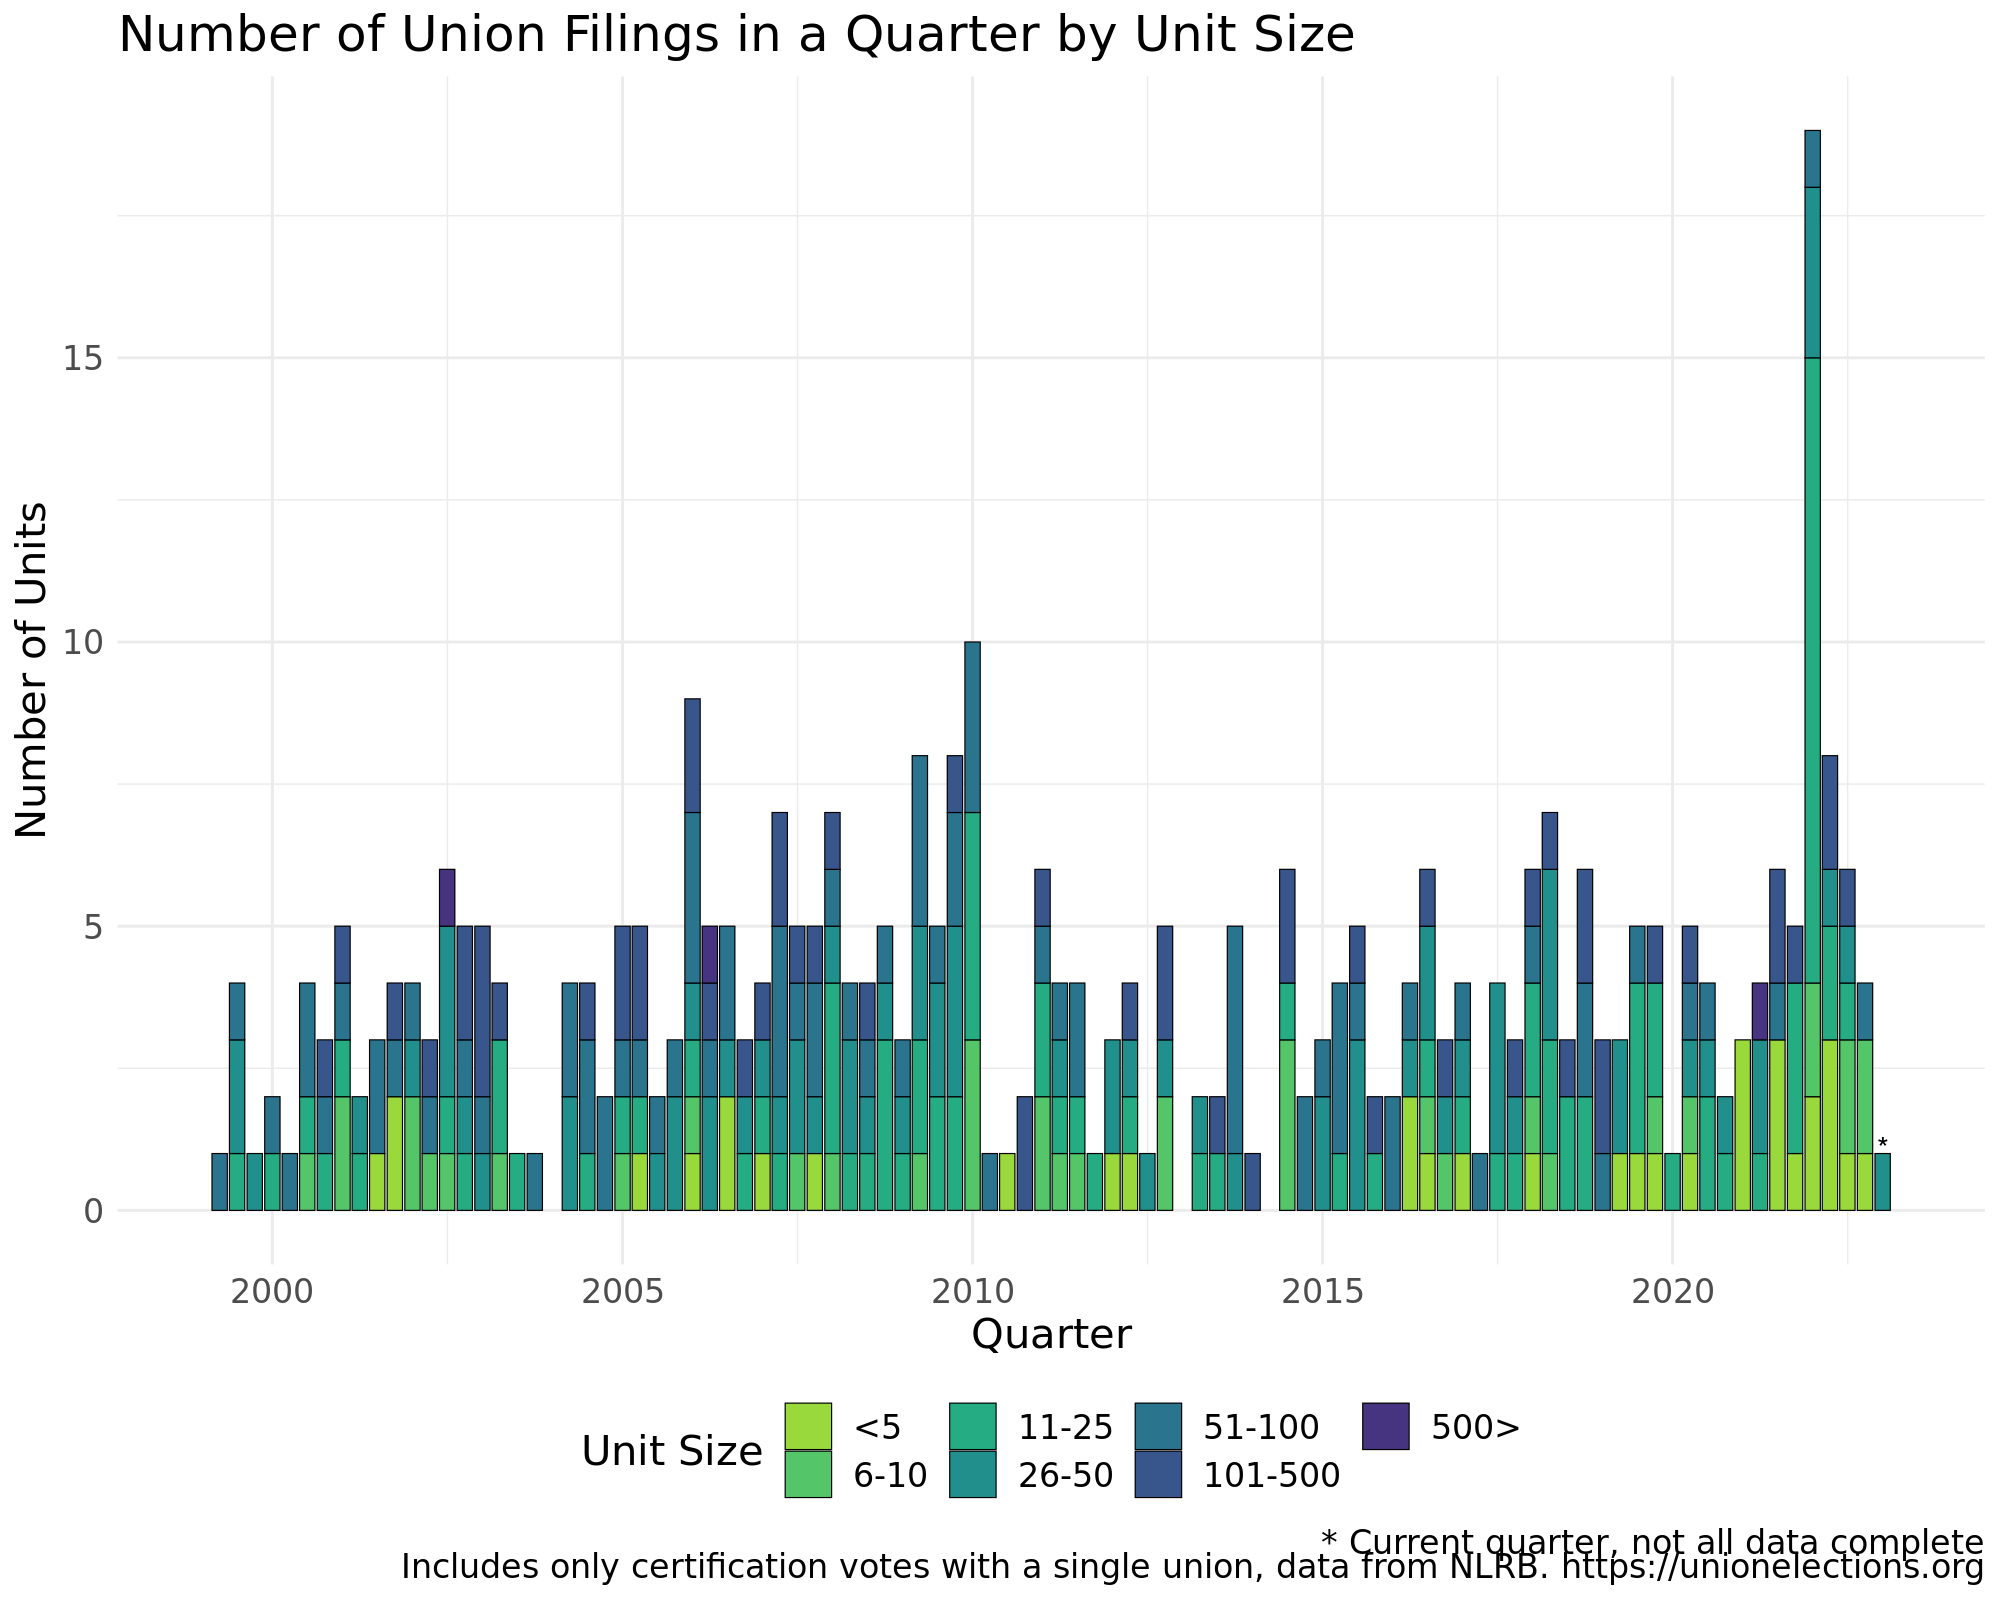 Number of Union Filings in a Quarter by Unit Size
Number of Units
15
10
5
0
*
2000 2005 2010 2015 2020
Quarter
Unit Size
<5 11-25 51-100 500>
6-10 26-50 101-500
* Current quarter, not all data complete
Includes only certification votes with a single union, data from NLRB. https://unionelections.org